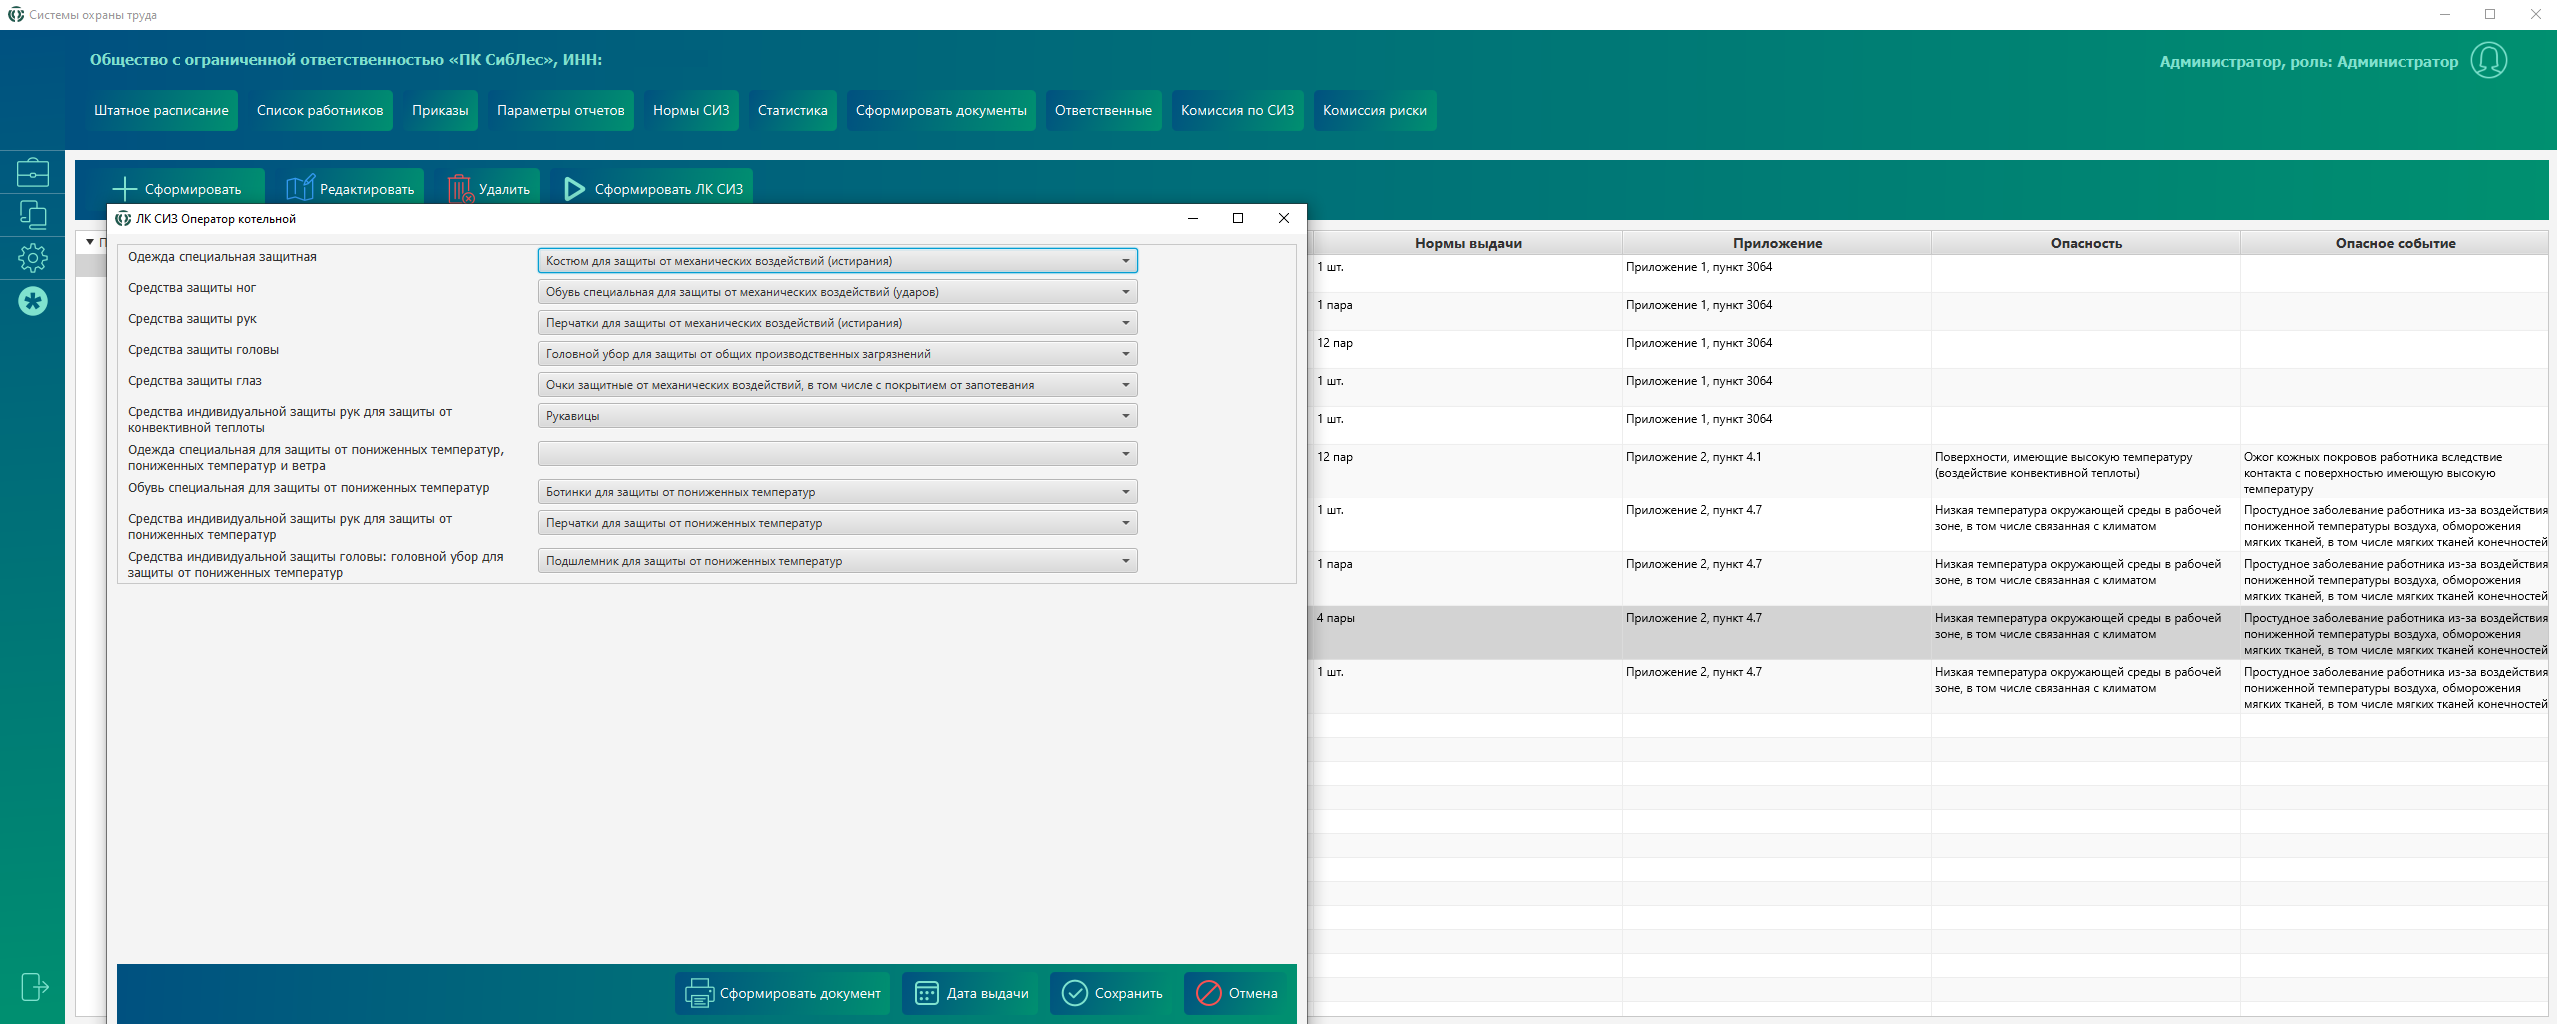 Системы охраны труда
Общество с ограниченной ответственностью «ПК СибЛес», ИНН:
Администратор, роль: Администратор
Штатное расписание
Список работников
Приказы
Параметры отчетов
Нормы СИЗ
Статистика
Сформировать документы
Ответственные
Комиссия по СИЗ
Комиссия риски
Сформировать
Редактировать
Удалить
Сформировать ЛК СИЗ
ЛК СИЗ Оператор котельной
Одежда специальная защитная
Костюм для защиты от механических воздействий (истирания)
Средства защиты ног
Обувь специальная для защиты от механических воздействий (ударов)
Средства защиты рук
Перчатки для защиты от механических воздействий (истирания)
Средства защиты головы
Головной убор для защиты от общих производственных загрязнений
Средства защиты глаз
Очки защитные от механических воздействий, в том числе с покрытием от запотевания
Средства индивидуальной защиты рук для защиты от
конвективной теплоты
Рукавицы
Одежда специальная для защиты от пониженных температур,
пониженных температур и ветра
Обувь специальная для защиты от пониженных температур
Ботинки для защиты от пониженных температур
Средства индивидуальной защиты рук для защиты от
пониженных температур
Перчатки для защиты от пониженных температур
Средства индивидуальной защиты головы: головной убор для
защиты от пониженных температур
Подшлемник для защиты от пониженных температур
Сформировать документ
Дата выдачи
Сохранить
Отмена
Нормы выдачи
Приложение
Опасность
Опасное событие
1 шт.
Приложение 1, пункт 3064
1 пара
Приложение 1, пункт 3064
12 пар
Приложение 1, пункт 3064
1 шт.
Приложение 1, пункт 3064
1 шт.
Приложение 1, пункт 3064
12 пар
Приложение 2, пункт 4.1
Поверхности, имеющие высокую температуру
(воздействие конвективной теплоты)
Ожог кожных покровов работника вследствие
контакта с поверхностью имеющую высокую
температуру
1 шт.
Приложение 2, пункт 4.7
Низкая температура окружающей среды в рабочей
зоне, в том числе связанная с климатом
Простудное заболевание работника из-за воздействия
пониженной температуры воздуха, обморожения
мягких тканей, в том числе мягких тканей конечностей
1 пара
Приложение 2, пункт 4.7
Низкая температура окружающей среды в рабочей
зоне, в том числе связанная с климатом
Простудное заболевание работника из-за воздействия
пониженной температуры воздуха, обморожения
мягких тканей, в том числе мягких тканей конечностей
4 пары
Приложение 2, пункт 4.7
Низкая температура окружающей среды в рабочей
зоне, в том числе связанная с климатом
Простудное заболевание работника из-за воздействия
пониженной температуры воздуха, обморожения
мягких тканей, в том числе мягких тканей конечностей
1 шт.
Приложение 2, пункт 4.7
Низкая температура окружающей среды в рабочей
зоне, в том числе связанная с климатом
Простудное заболевание работника из-за воздействия
пониженной температуры воздуха, обморожения
мягких тканей, в том числе мягких тканей конечностей